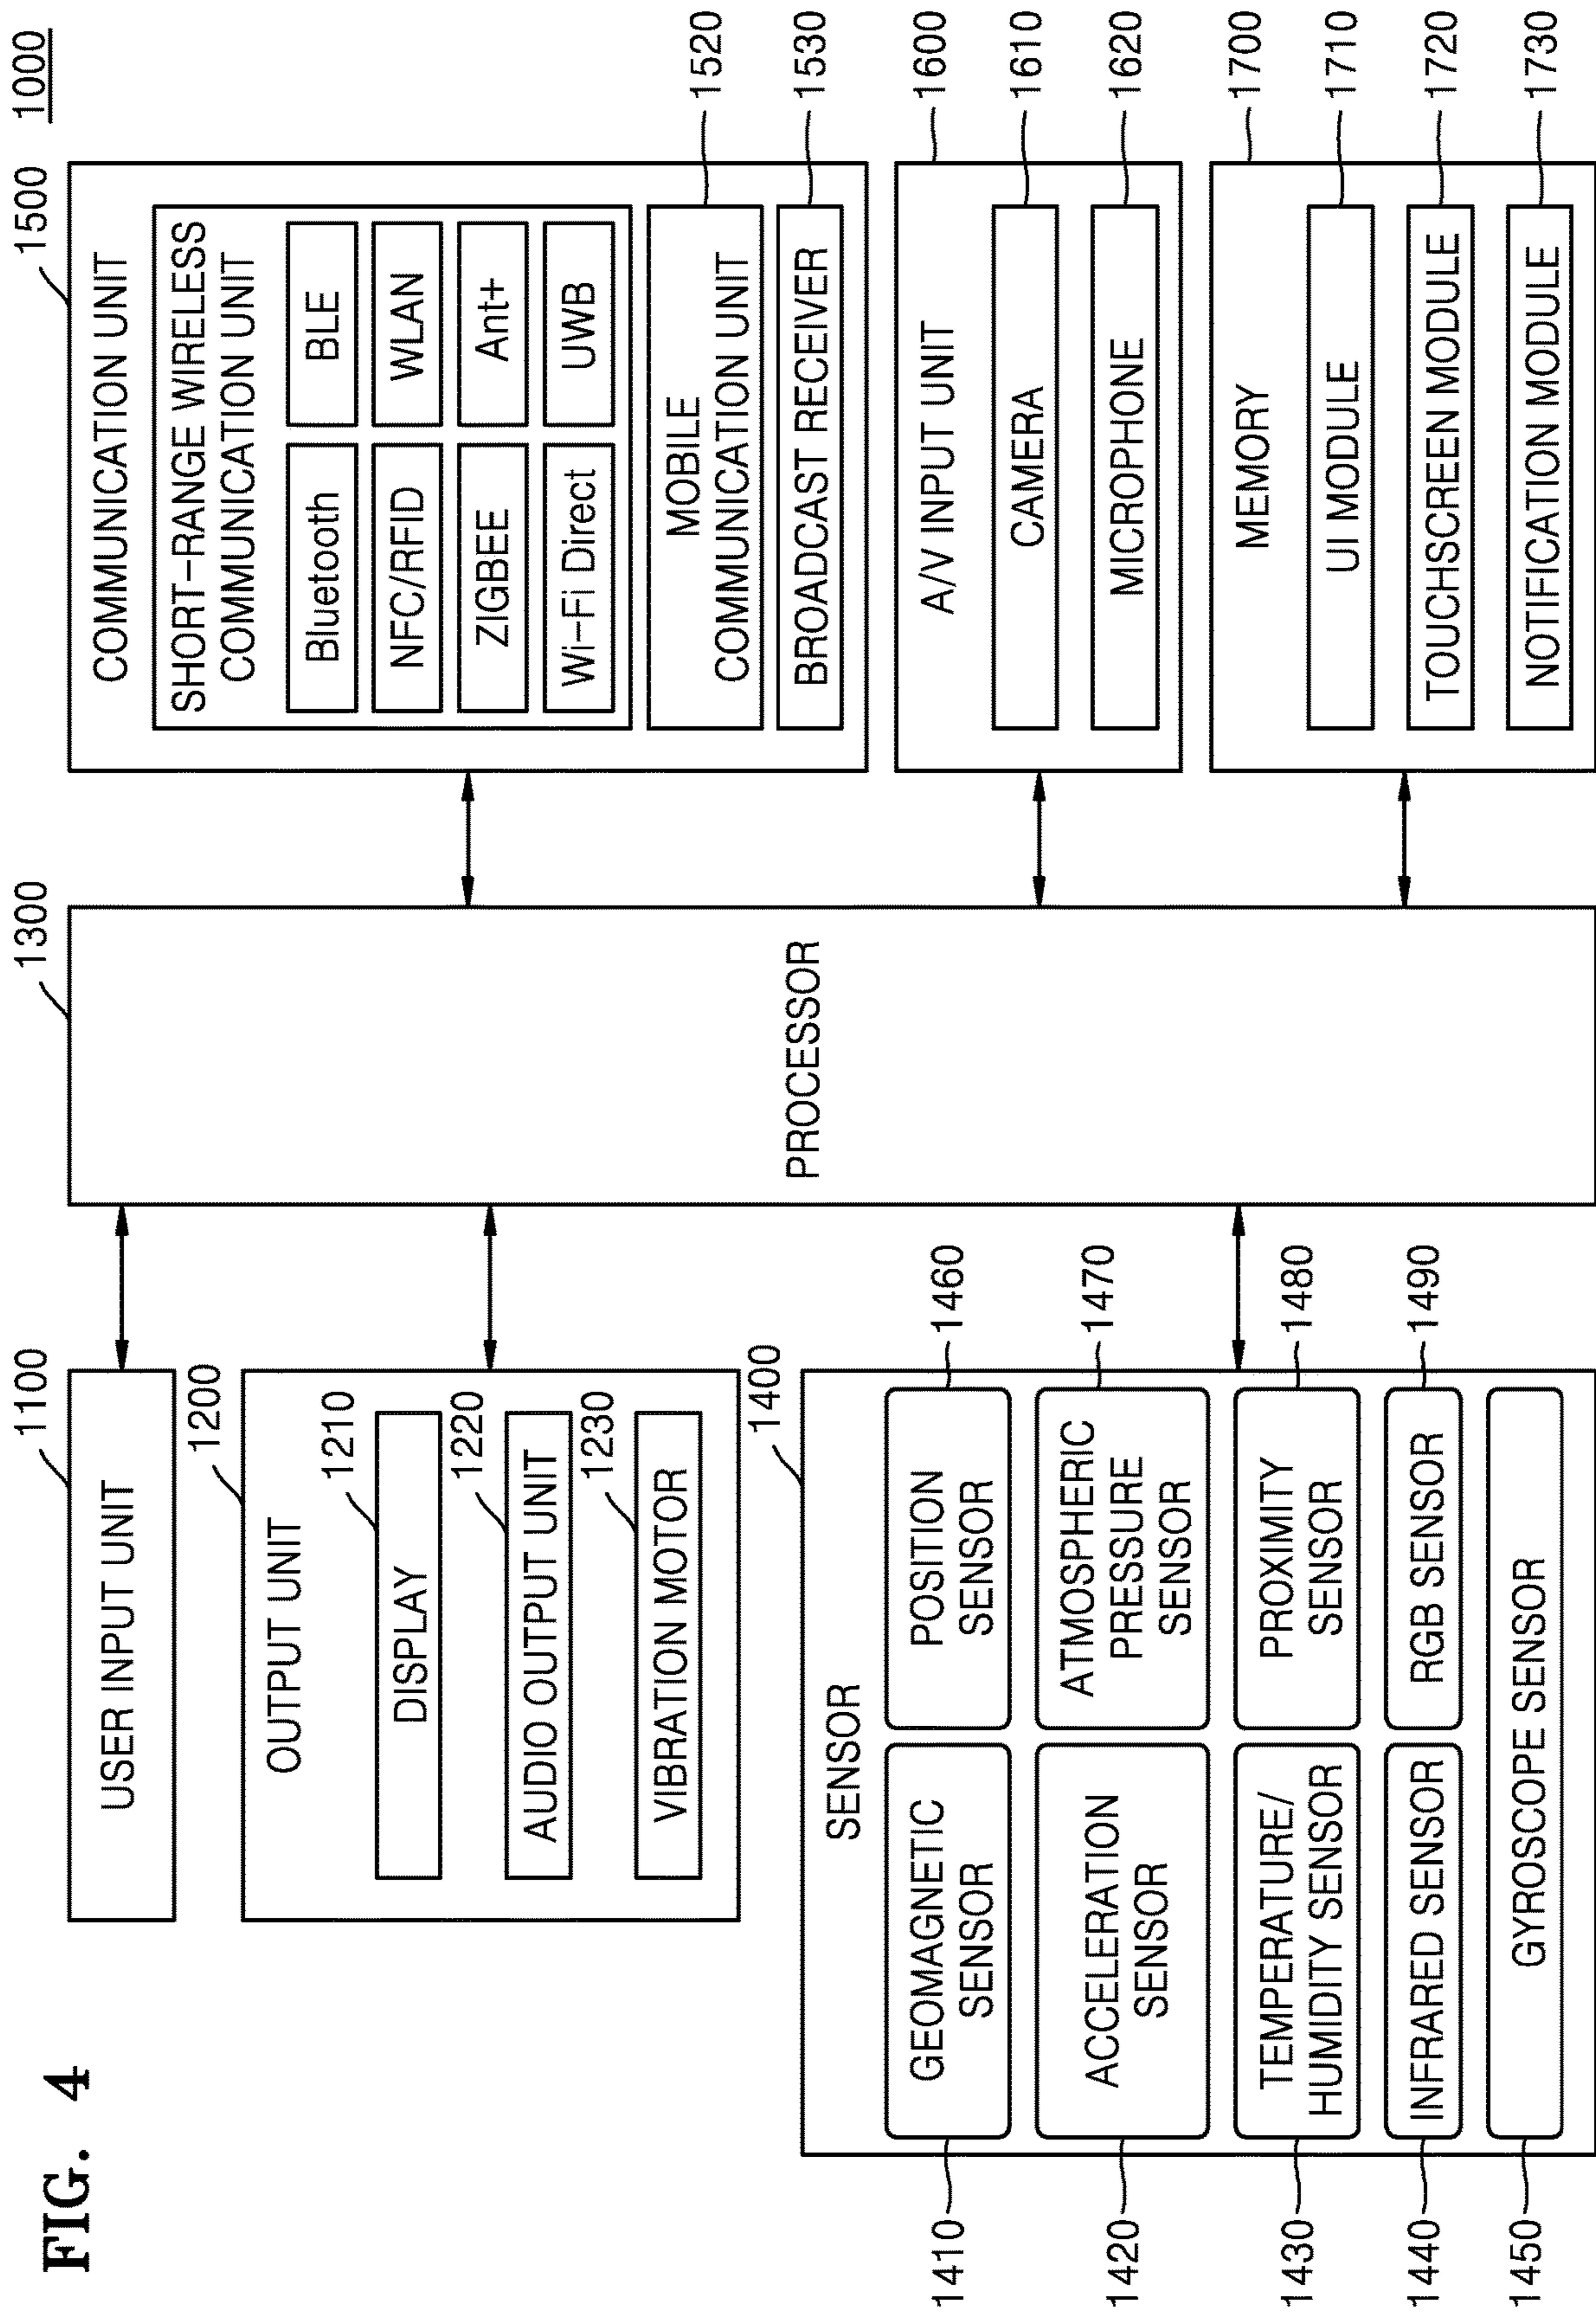 FIG. 4
1000
1100
USER INPUT UNIT
1200
OUTPUT UNIT
1210
DISPLAY
1220
AUDIO OUTPUT UNIT
1230
VIBRATION MOTOR
1400
SENSOR
1410
GEOMAGNETIC
SENSOR
POSITION
SENSOR
1460
1420
ACCELERATION
SENSOR
ATMOSPHERIC
PRESSURE
SENSOR
1470
1430
TEMPERATURE/
HUMIDITY SENSOR
PROXIMITY
SENSOR
1480
1440
INFRARED SENSOR
RGB SENSOR
1490
1450
GYROSCOPE SENSOR
1300
PROCESSOR
1500
COMMUNICATION UNIT
SHORT-RANGE WIRELESS
COMMUNICATION UNIT
Bluetooth
BLE
NFC/RFID
WLAN
ZIGBEE
Ant+
Wi-Fi Direct
UWB
MOBILE
COMMUNICATION UNIT
1520
BROADCAST RECEIVER
1530
A/V INPUT UNIT
1600
CAMERA
1610
MICROPHONE
1620
MEMORY
1700
UI MODULE
1710
TOUCHSCREEN MODULE
1720
NOTIFICATION MODULE
1730